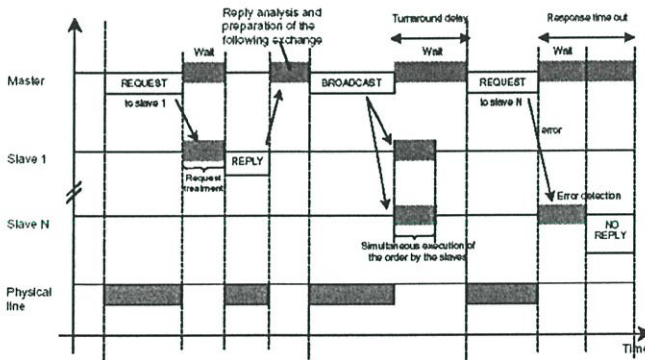 Reply analysis and
preparation of the
following exchange
Turnaround delay
Response time out
Wait
Wait
Wait
Master
REQUEST
BROADCAST
REQUEST
to slave 1
to slave N
error
Slave 1
REPLY
Request
treatment
Error detection
Slave N
NO
REPLY
Simultaneous execution of
the order by the slaves
Physical
line
Time